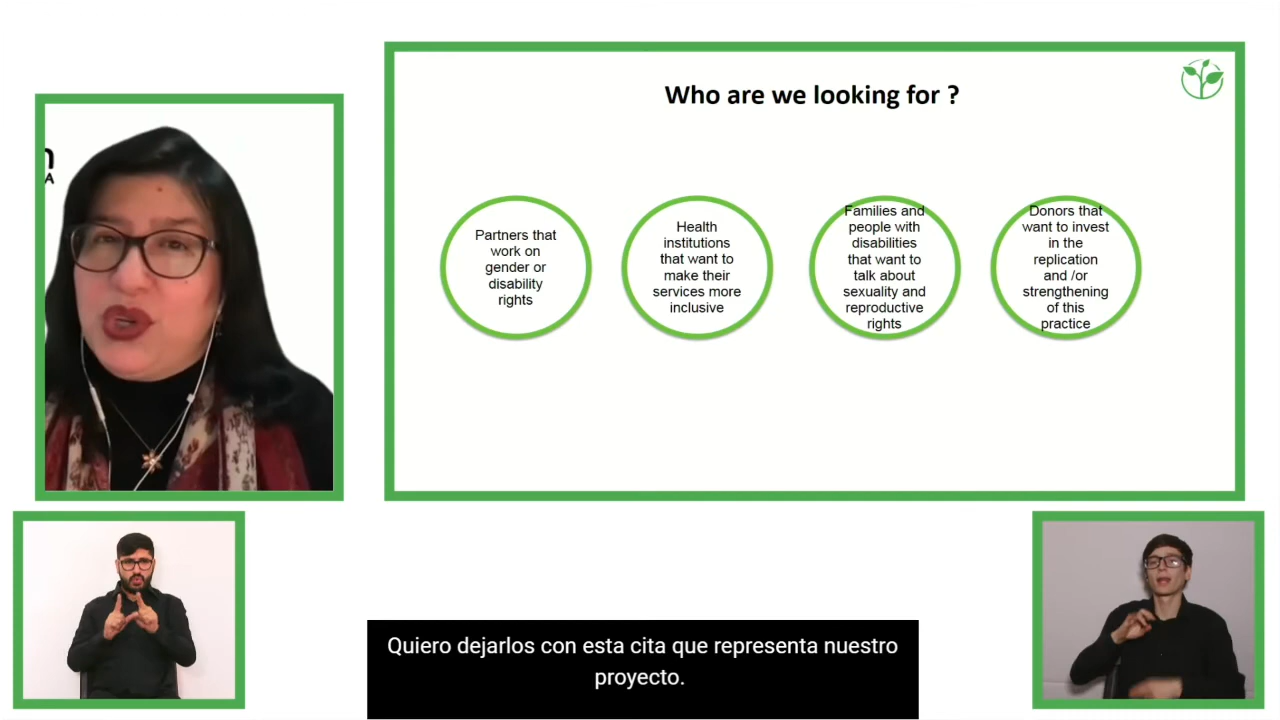 Who are we looking for ?
Partners that
work on
gender or
disability
rights
Health
institutions
that want to
make their
services more
inclusive
Families and
people with
disabilities
that want to
talk about
sexuality and
reproductive
rights
Donors that
want to invest
in the
replication
and /or
strengthening
of this
practice
Quiero dejarlos con esta cita que representa nuestro
proyecto.